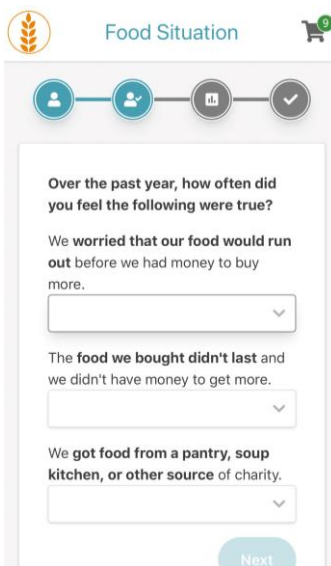 Food Situation
9
Over the past year, how often did
you feel the following were true?
We worried that our food would run
out before we had money to buy
more.
The food we bought didn't last and
we didn't have money to get more.
We got food from a pantry, soup
kitchen, or other source of charity.
Next